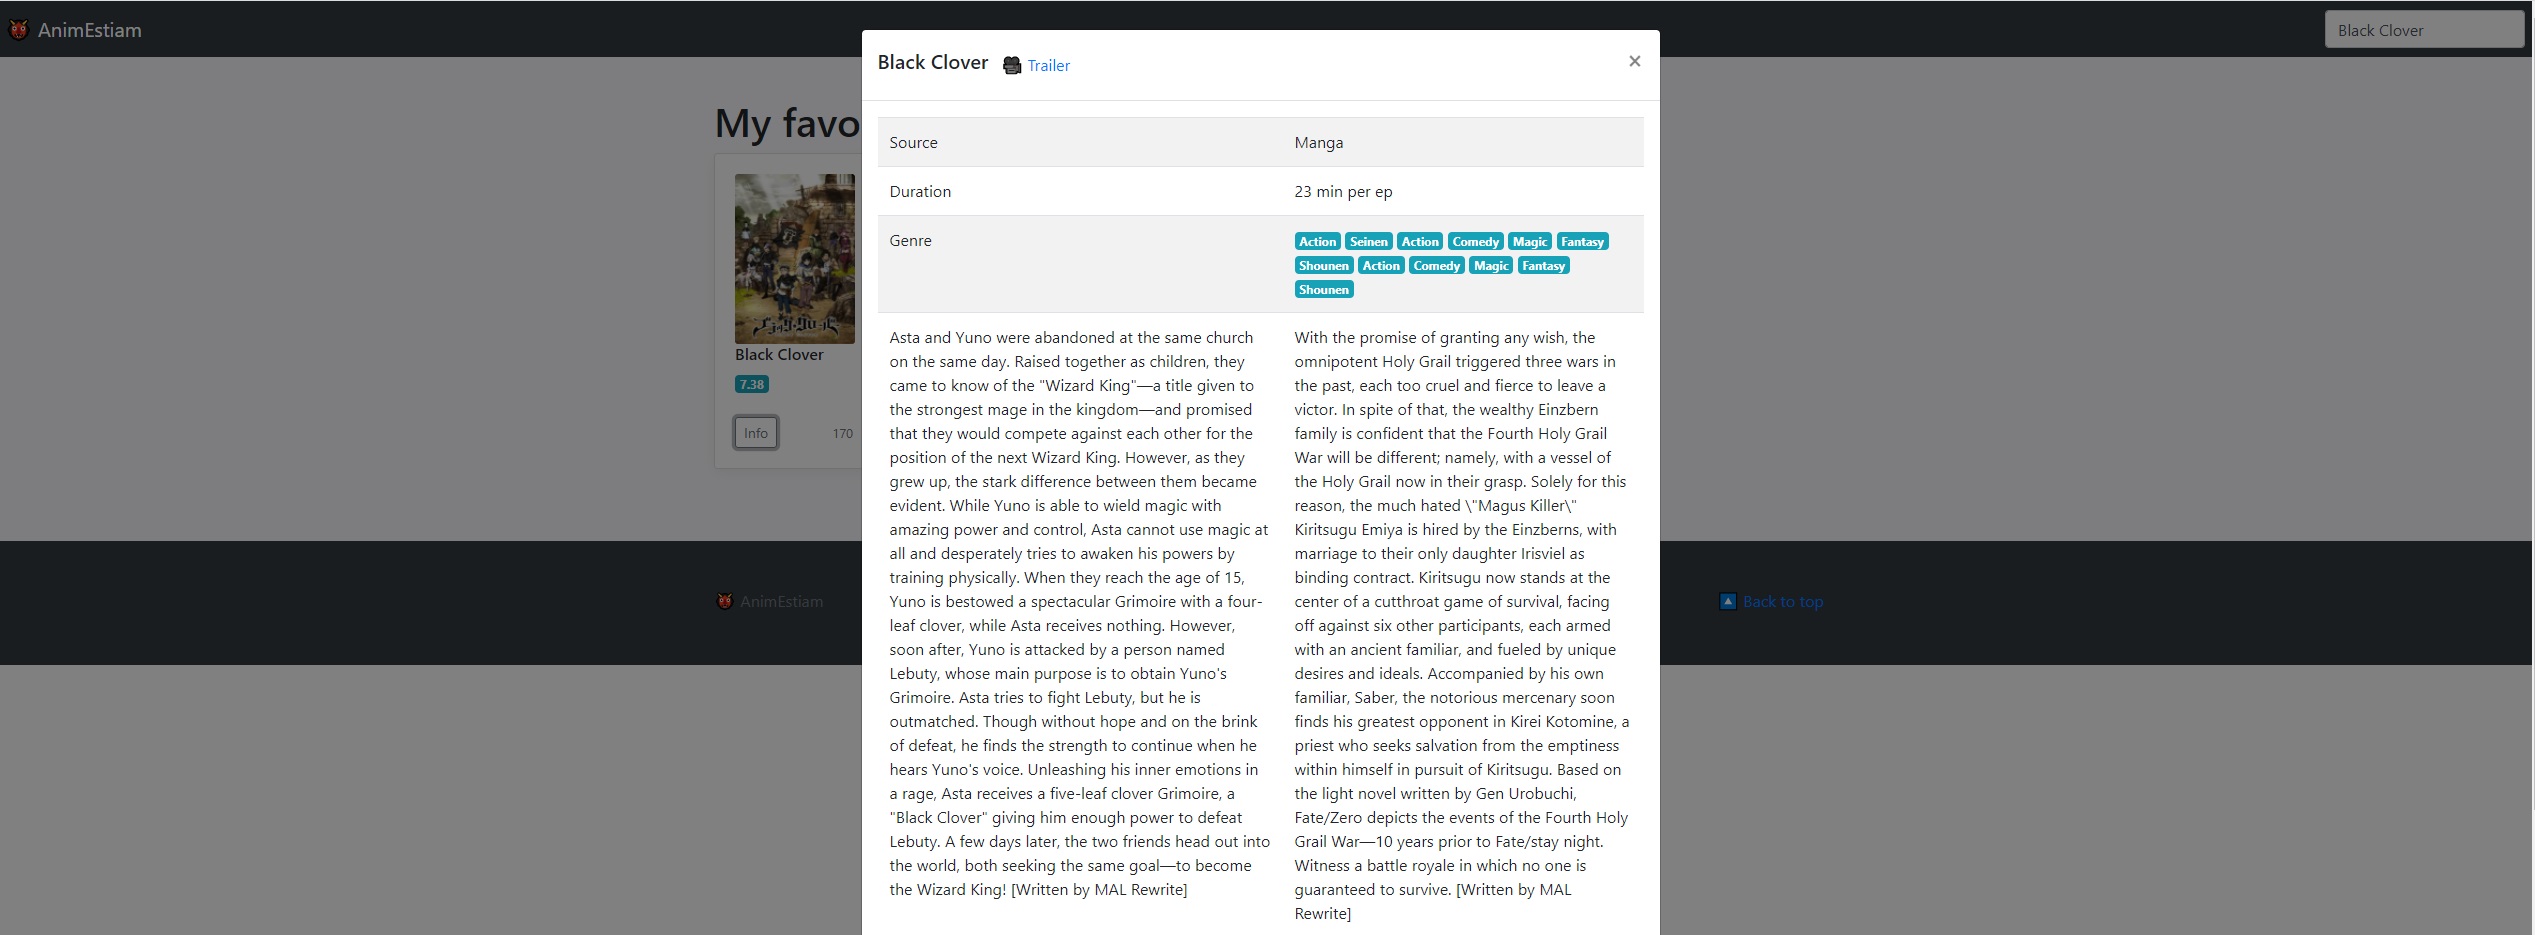 AnimEstiam
Black Clover
Black Clover Trailer ×
My favo
Source Manga
Duration 23 min per ep
Genre
Action Seinen Action Comedy Magic Fantasy
Shounen Action Comedy Magic Fantasy
Shounen
ブラッククローバー
Black Clover
7.38
Info 170
Asta and Yuno were abandoned at the same church
on the same day. Raised together as children, they
came to know of the "Wizard King"—a title given to
the strongest mage in the kingdom—and promised
that they would compete against each other for the
position of the next Wizard King. However, as they
grew up, the stark difference between them became
evident. While Yuno is able to wield magic with
amazing power and control, Asta cannot use magic at
all and desperately tries to awaken his powers by
training physically. When they reach the age of 15,
Yuno is bestowed a spectacular Grimoire with a four-
leaf clover, while Asta receives nothing. However,
soon after, Yuno is attacked by a person named
Lebuty, whose main purpose is to obtain Yuno's
Grimoire. Asta tries to fight Lebuty, but he is
outmatched. Though without hope and on the brink
of defeat, he finds the strength to continue when he
hears Yuno's voice. Unleashing his inner emotions in
a rage, Asta receives a five-leaf clover Grimoire, a
"Black Clover" giving him enough power to defeat
Lebuty. A few days later, the two friends head out into
the world, both seeking the same goal—to become
the Wizard King! [Written by MAL Rewrite]
With the promise of granting any wish, the
omnipotent Holy Grail triggered three wars in
the past, each too cruel and fierce to leave a
victor. In spite of that, the wealthy Einzbern
family is confident that the Fourth Holy Grail
War will be different; namely, with a vessel of
the Holy Grail now in their grasp. Solely for this
reason, the much hated \"Magus Killer\"
Kiritsugu Emiya is hired by the Einzberns, with
marriage to their only daughter Irisviel as
binding contract. Kiritsugu now stands at the
center of a cutthroat game of survival, facing
off against six other participants, each armed
with an ancient familiar, and fueled by unique
desires and ideals. Accompanied by his own
familiar, Saber, the notorious mercenary soon
finds his greatest opponent in Kirei Kotomine, a
priest who seeks salvation from the emptiness
within himself in pursuit of Kiritsugu. Based on
the light novel written by Gen Urobuchi,
Fate/Zero depicts the events of the Fourth Holy
Grail War—10 years prior to Fate/stay night.
Witness a battle royale in which no one is
guaranteed to survive. [Written by MAL
Rewrite]
AnimEstiam
Back to top